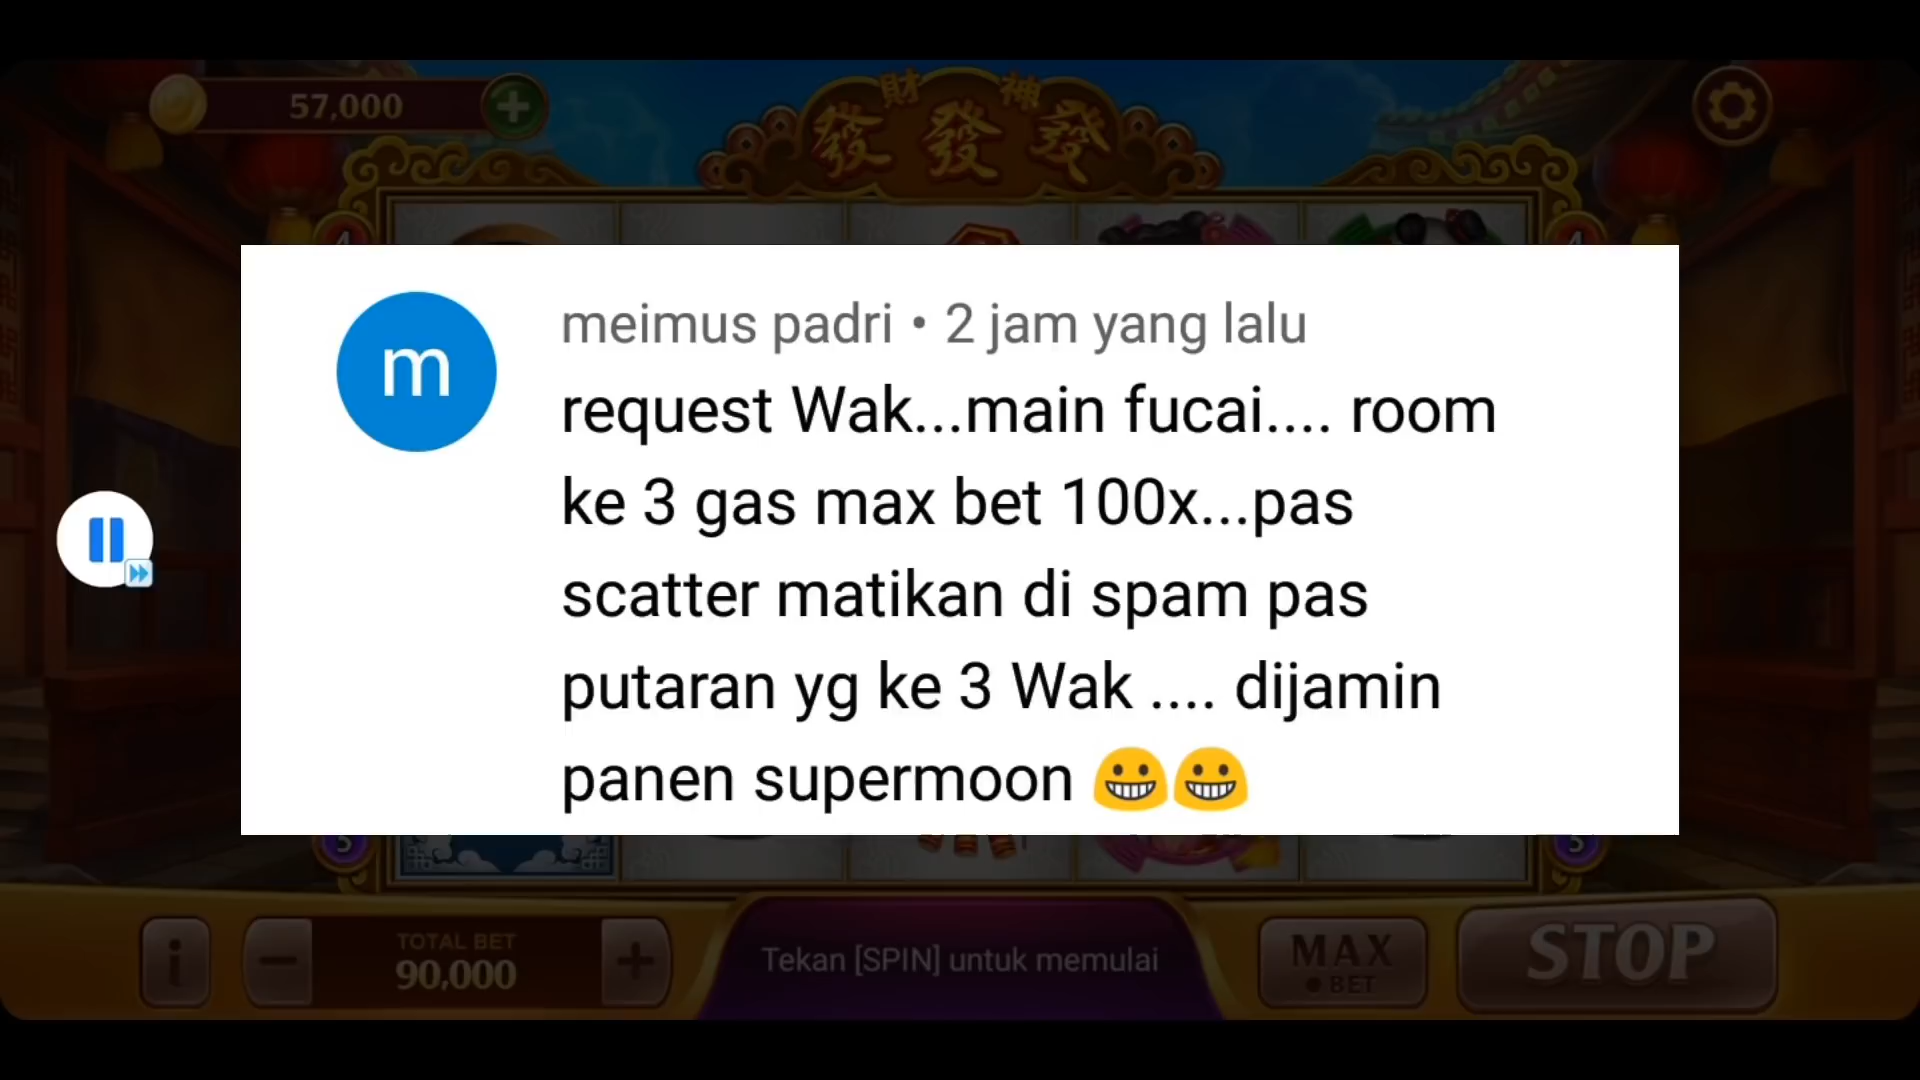 57,000
財神
發發發
meimus padri • 2 jam yang lalu
request Wak...main fucai.... room
ke 3 gas max bet 100x...pas
scatter matikan di spam pas
putaran yg ke 3 Wak .... dijamin
panen supermoon 😀😀
5
5
TOTAL BET
90,000
Tekan [SPIN] untuk memulai
MAX
BET
STOP